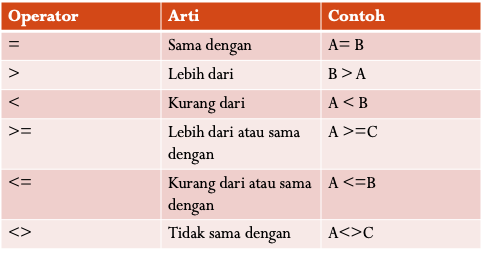 Operator Arti Contoh
= Sama dengan A= B
> Lebih dari B > A
< Kurang dari A < B
>= Lebih dari atau sama A >=C
dengan
<= Kurang dari atau sama A <=B
dengan
<> Tidak sama dengan A<>C